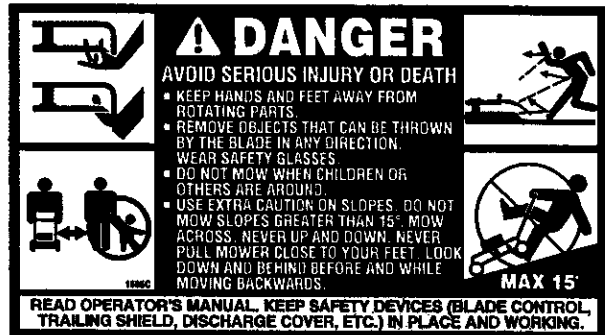 DANGER
AVOID SERIOUS INJURY OR DEATH
• KEEP HANDS AND FEET AWAY FROM
ROTATING PARTS.
• REMOVE OBJECTS THAT CAN BE THROWN
BY THE BLADE IN ANY DIRECTION.
WEAR SAFETY GLASSES.
• DO NOT MOW WHEN CHILDREN OR
OTHERS ARE AROUND.
• USE EXTRA CAUTION ON SLOPES. DO NOT
MOW SLOPES GREATER THAN 15°. MOW
ACROSS. NEVER UP AND DOWN. NEVER
PULL MOWER CLOSE TO YOUR FEET. LOOK
DOWN AND BEHIND BEFORE AND WHILE
MOVING BACKWARDS.
MAX 15°
READ OPERATOR'S MANUAL, KEEP SAFETY DEVICES (BLADE CONTROL,
TRAILING SHIELD, DISCHARGE COVER, ETC.) IN PLACE AND WORKING.